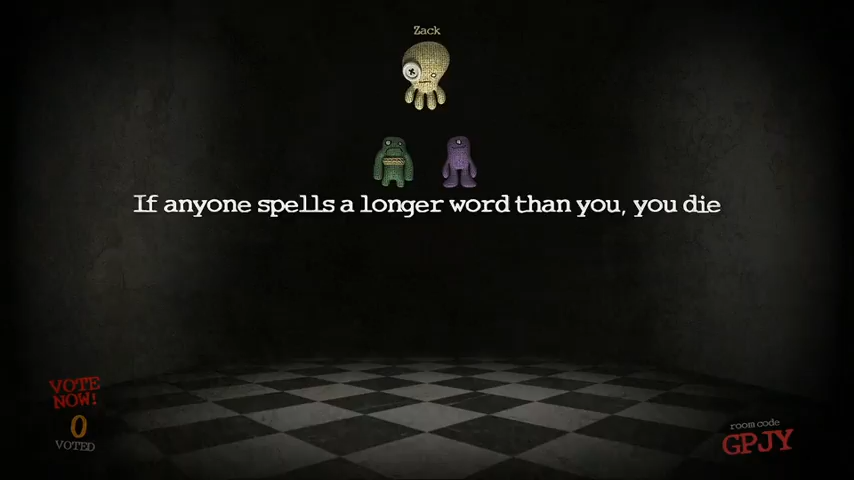 Zack
If anyone spells a longer word than you, you die
VOTE
NOW!
0
VOTED
room code
GPJY